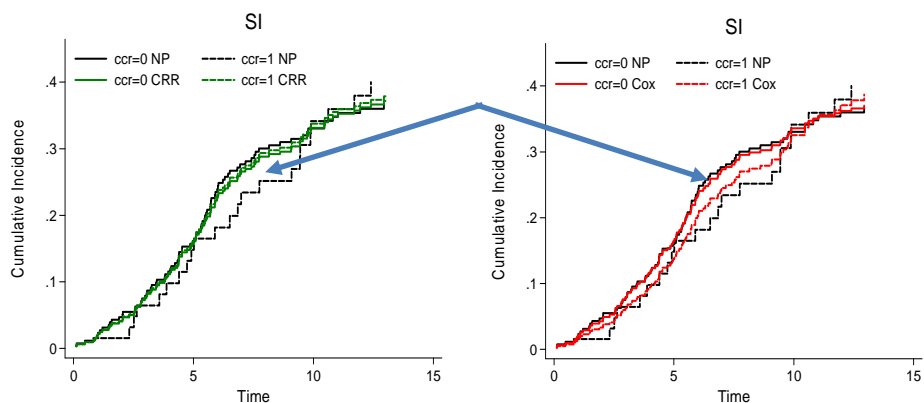 SI
ccr=0 NP ccr=1 NP
ccr=0 CRR ccr=1 CRR
.4
.3
.2
.1
0
Cumulative Incidence
0 5 10 15
Time
SI
ccr=0 NP ccr=1 NP
ccr=0 Cox ccr=1 Cox
.4
.3
.2
.1
0
Cumulative Incidence
0 5 10 15
Time